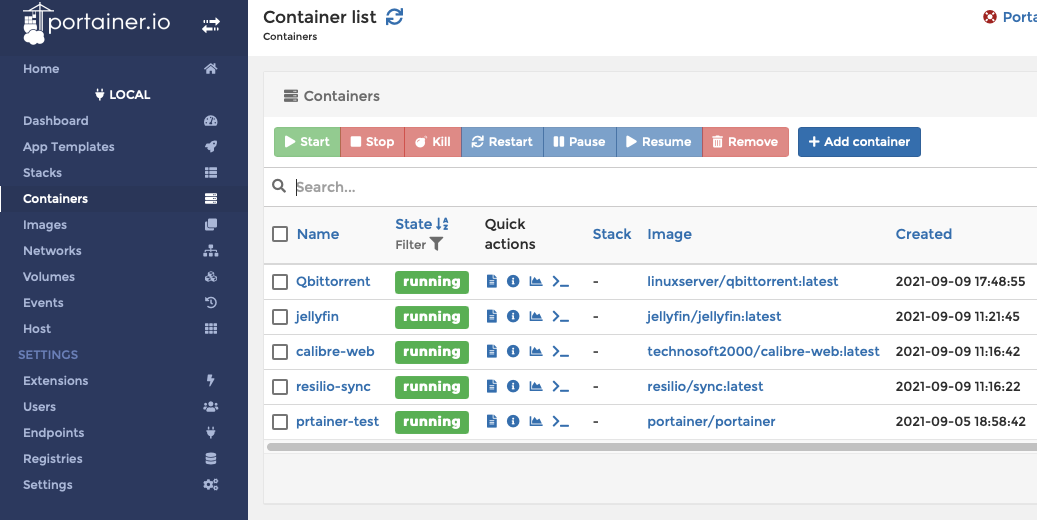 portainer.io
Home
LOCAL
Dashboard
App Templates
Stacks
Containers
Images
Networks
Volumes
Events
Host
SETTINGS
Extensions
Users
Endpoints
Registries
Settings
Container list
Containers
Porta
Containers
Start Stop Kill Restart Pause Resume Remove Add container
Search...
Name State Filter Quick actions Stack Image Created
Qbittorrent running - linuxserver/qbittorrent:latest 2021-09-09 17:48:55
jellyfin running - jellyfin/jellyfin:latest 2021-09-09 11:21:45
calibre-web running - technosoft2000/calibre-web:latest 2021-09-09 11:16:42
resilio-sync running - resilio/sync:latest 2021-09-09 11:16:22
prtainer-test running - portainer/portainer 2021-09-05 18:58:42